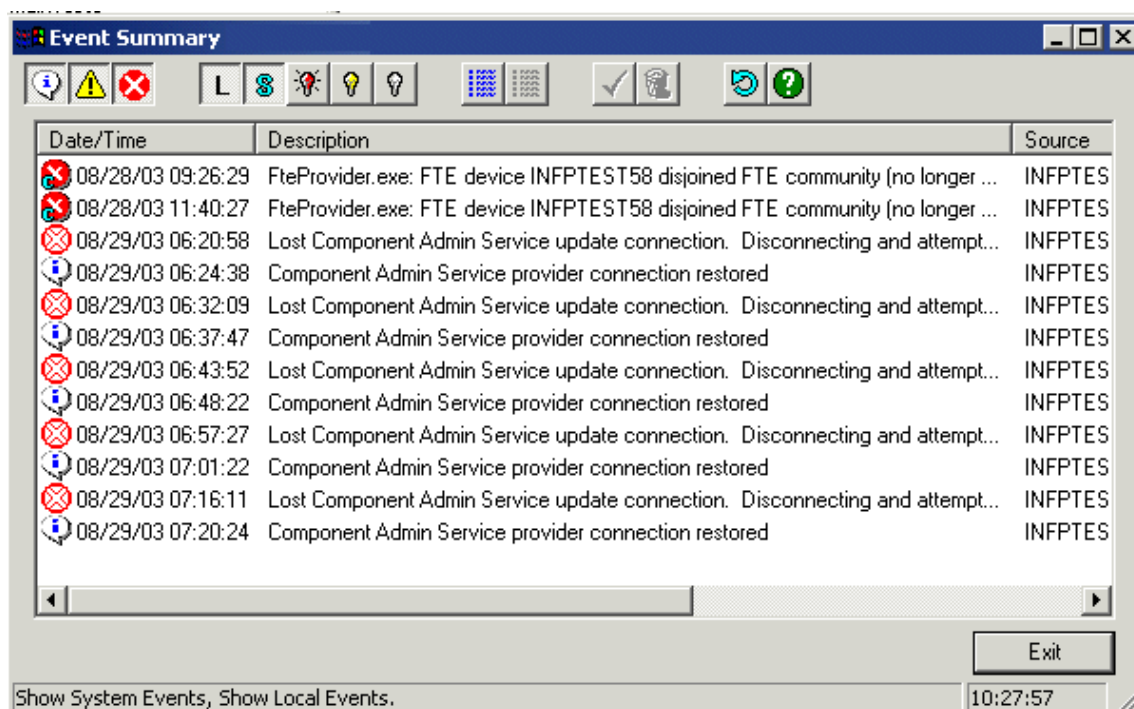 Event Summary
L S
Date/Time Description Source
08/28/03 09:26:29 FteProvider.exe: FTE device INFPTEST58 disjoined FTE community (no longer ... INFPTES
08/28/03 11:40:27 FteProvider.exe: FTE device INFPTEST58 disjoined FTE community (no longer ... INFPTES
08/29/03 06:20:58 Lost Component Admin Service update connection. Disconnecting and attempt... INFPTES
08/29/03 06:24:38 Component Admin Service provider connection restored INFPTES
08/29/03 06:32:09 Lost Component Admin Service update connection. Disconnecting and attempt... INFPTES
08/29/03 06:37:47 Component Admin Service provider connection restored INFPTES
08/29/03 06:43:52 Lost Component Admin Service update connection. Disconnecting and attempt... INFPTES
08/29/03 06:48:22 Component Admin Service provider connection restored INFPTES
08/29/03 06:57:27 Lost Component Admin Service update connection. Disconnecting and attempt... INFPTES
08/29/03 07:01:22 Component Admin Service provider connection restored INFPTES
08/29/03 07:16:11 Lost Component Admin Service update connection. Disconnecting and attempt... INFPTES
08/29/03 07:20:24 Component Admin Service provider connection restored INFPTES
Exit
Show System Events, Show Local Events. 10:27:57